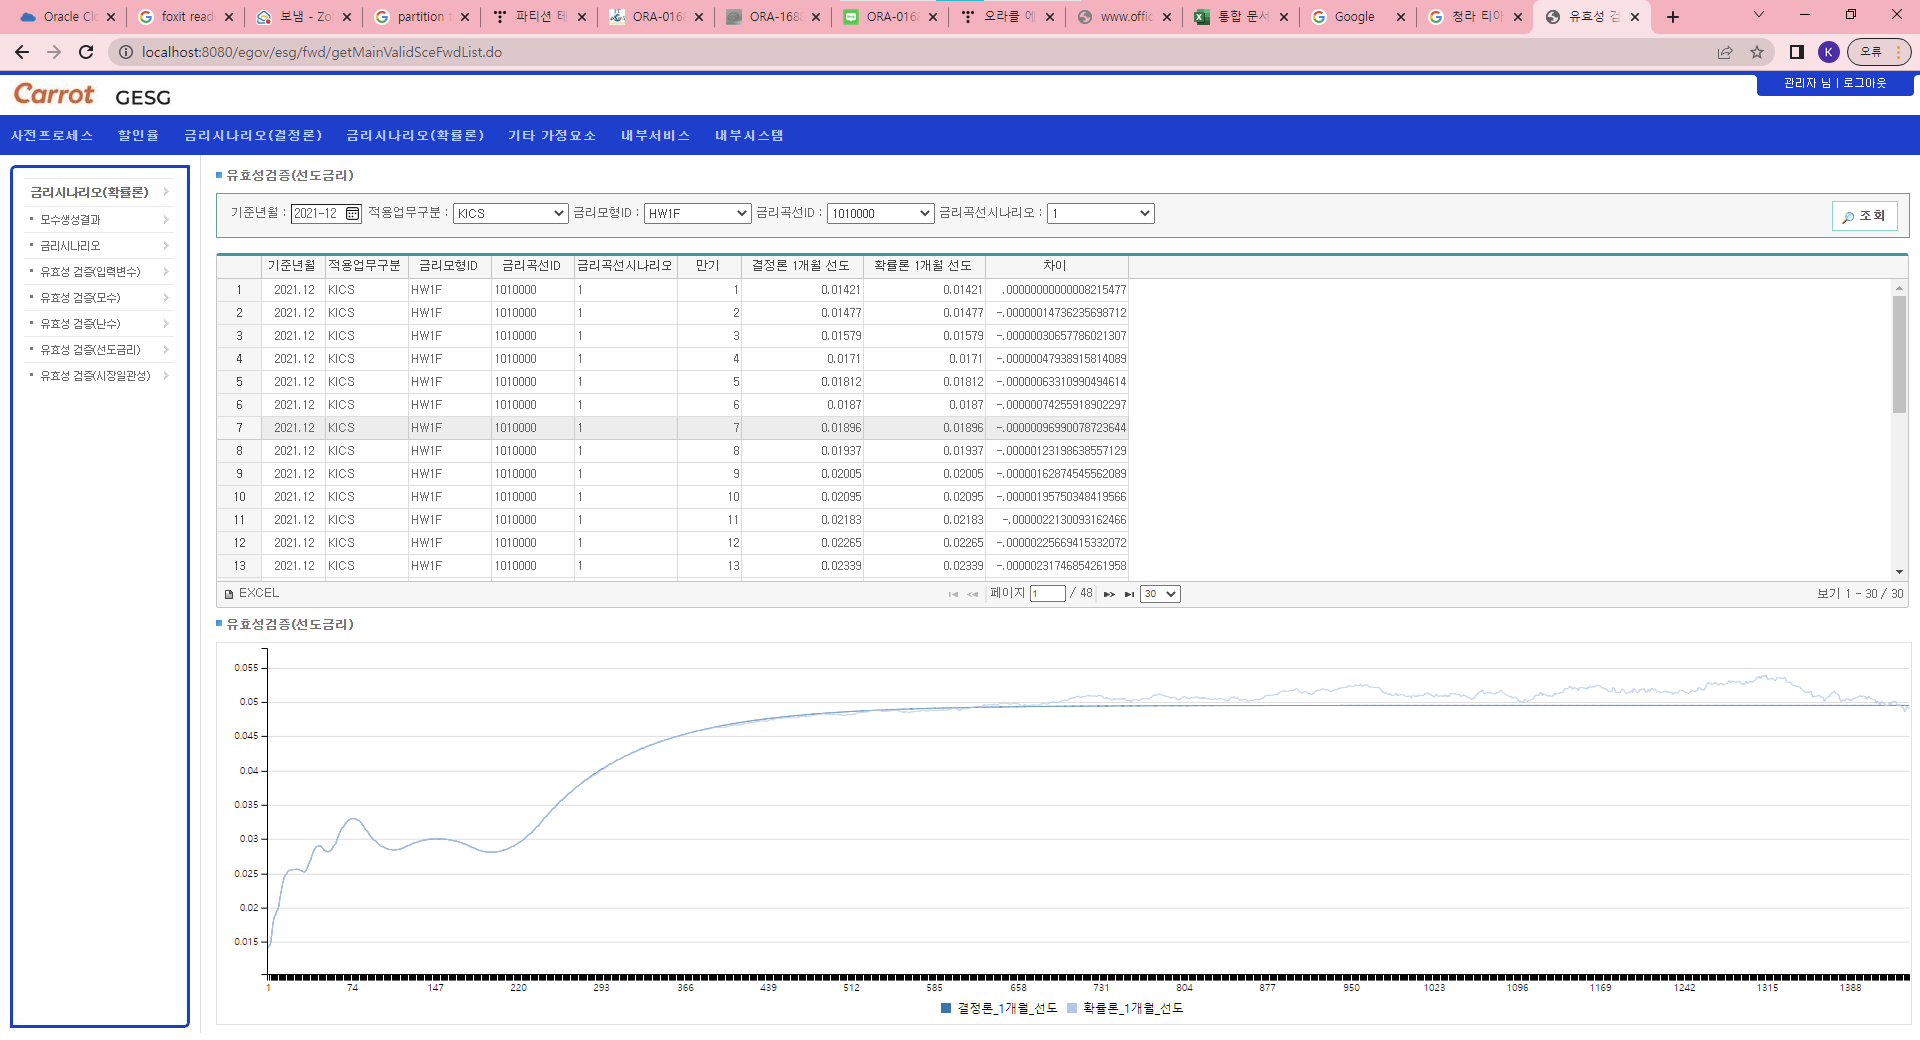 Oracle Clo
foxit read
보냄 - Zoh
partition t
파티션 테
ORA-0168
ORA-1688
ORA-0168
오라클 에
www.offic
통합 문서
Google
청라 티아
유효성 검
localhost:8080/egov/esg/fwd/getMainValidSceFwdList.do
K
오류
Carrot GESG
관리자 님 | 로그아웃
사전프로세스 할인율 금리시나리오(결정론) 금리시나리오(확률론) 기타 가정요소 내부서비스 내부시스템
금리시나리오(확률론)
모수생성결과
금리시나리오
유효성 검증(입력변수)
유효성 검증(모수)
유효성 검증(난수)
유효성 검증(선도금리)
유효성 검증(시장일관성)
유효성검증(선도금리)
기준년월 : 2021-12 적용업무구분 : KICS 금리모형ID : HW1F 금리곡선ID : 1010000 금리곡선시나리오 : 1 조회
기준년월 적용업무구분 금리모형ID 금리곡선ID 금리곡선시나리오 만기 결정론 1개월 선도 확률론 1개월 선도 차이
1 2021.12 KICS HW1F 1010000 1 1 0.01421 0.01421 .00000000000008215477
2 2021.12 KICS HW1F 1010000 1 2 0.01477 0.01477 -.00000014736235698712
3 2021.12 KICS HW1F 1010000 1 3 0.01579 0.01579 -.00000030657786021307
4 2021.12 KICS HW1F 1010000 1 4 0.0171 0.0171 -.00000047938915814089
5 2021.12 KICS HW1F 1010000 1 5 0.01812 0.01812 -.00000063310990494614
6 2021.12 KICS HW1F 1010000 1 6 0.0187 0.0187 -.00000074255918902297
7 2021.12 KICS HW1F 1010000 1 7 0.01896 0.01896 -.00000096990078723644
8 2021.12 KICS HW1F 1010000 1 8 0.01937 0.01937 -.00000123198638557129
9 2021.12 KICS HW1F 1010000 1 9 0.02005 0.02005 -.00000162874545562089
10 2021.12 KICS HW1F 1010000 1 10 0.02095 0.02095 -.00000195750348419566
11 2021.12 KICS HW1F 1010000 1 11 0.02183 0.02183 -.0000022130093162466
12 2021.12 KICS HW1F 1010000 1 12 0.02265 0.02265 -.00000225669415332072
13 2021.12 KICS HW1F 1010000 1 13 0.02339 0.02339 -.00000231746854261958
EXCEL 페이지 1 / 48 30 보기 1 - 30 / 30
유효성검증(선도금리)
0.055
0.05
0.045
0.04
0.035
0.03
0.025
0.02
0.015
1 74 147 220 293 366 439 512 585 658 731 804 877 950 1023 1096 1169 1242 1315 1388
결정론_1개월_선도 확률론_1개월_선도